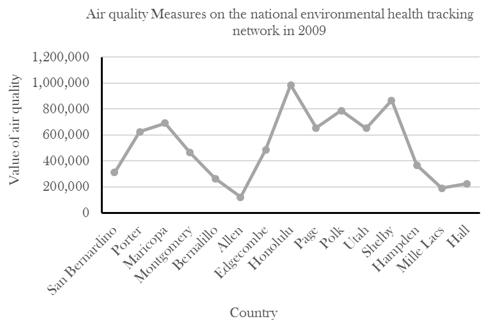 Air quality Measures on the national environmental health tracking
network in 2009
Value of air quality
1,200,000
1,000,000
800,000
600,000
400,000
200,000
0
San Bernardino
Porter
Maricopa
Montgomery
Bernalillo
Allen
Edgecombe
Honolulu
Page
Polk
Utah
Shelby
Hampden
Mille Lacs
Hall
Country